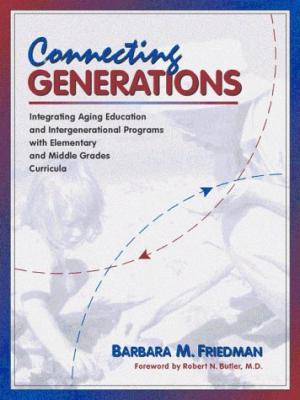 Connecting
GENERATIONS
Integrating Aging Education
and Intergenerational Programs
with Elementary
and Middle Grades
Curricula
BARBARA M. FRIEDMAN
Foreword by Robert N. Butler, M.D.